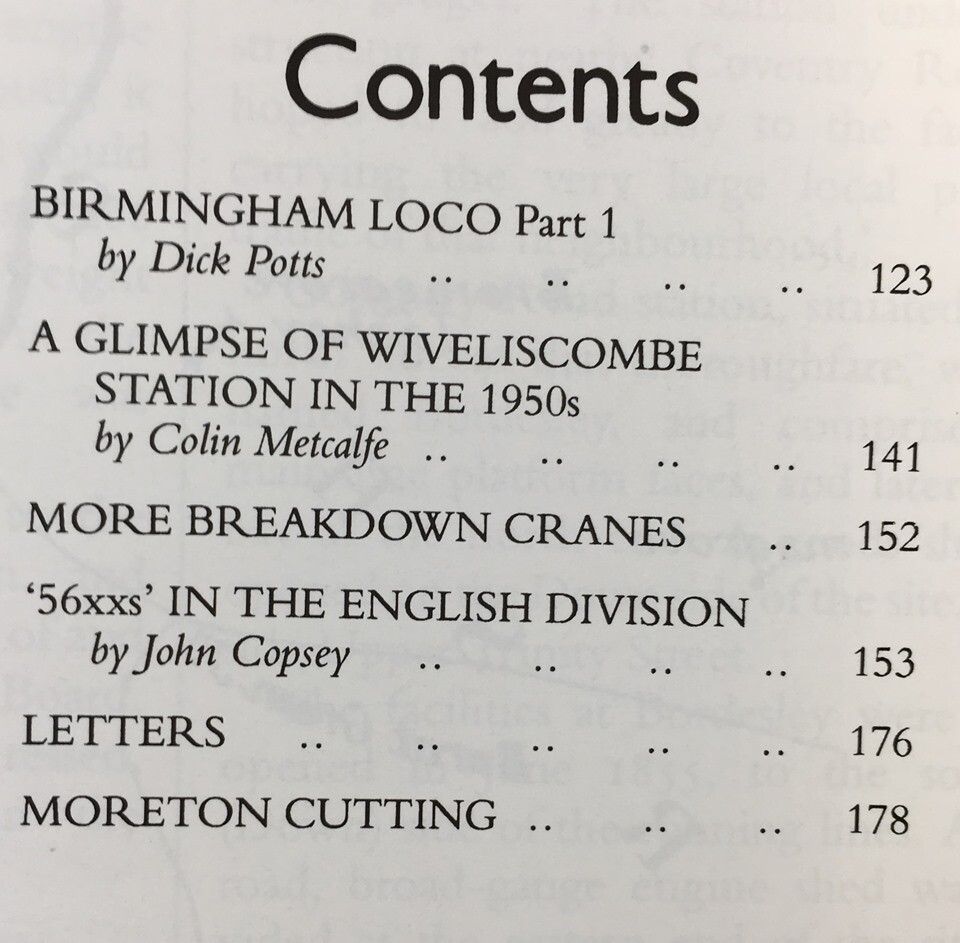 Contents
BIRMINGHAM LOCO Part 1
by Dick Potts .. .. .. .. 123
A GLIMPSE OF WIVELISCOMBE
STATION IN THE 1950s
by Colin Metcalfe .. .. .. .. 141
MORE BREAKDOWN CRANES .. 152
‘56xxs’ IN THE ENGLISH DIVISION
by John Copsey .. .. .. .. 153
LETTERS .. .. .. .. .. 176
MORETON CUTTING .. .. .. 178